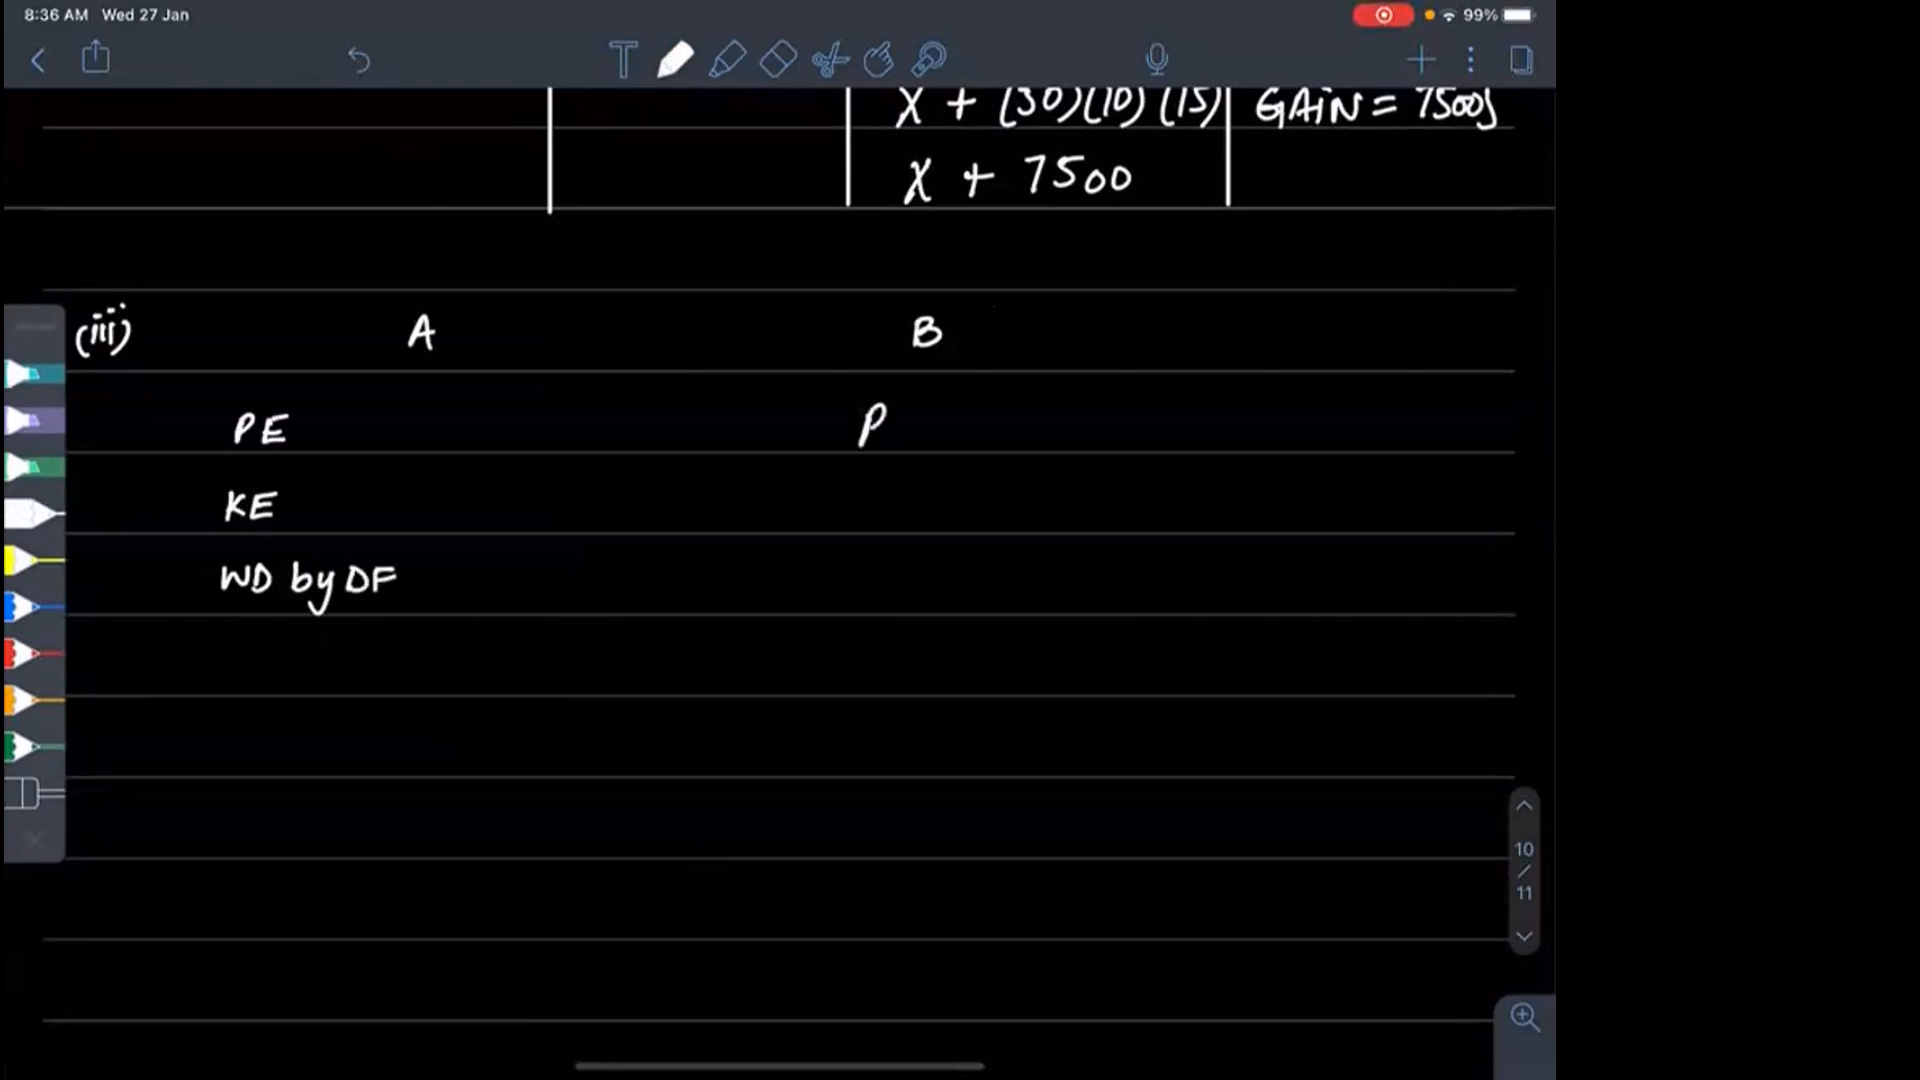 8:36 AM Wed 27 Jan
99%
X + (50)(10)(15) GAIN = 7500J
X + 7500
(iii) A B
PE P
KE
WD by DF
10
/
11